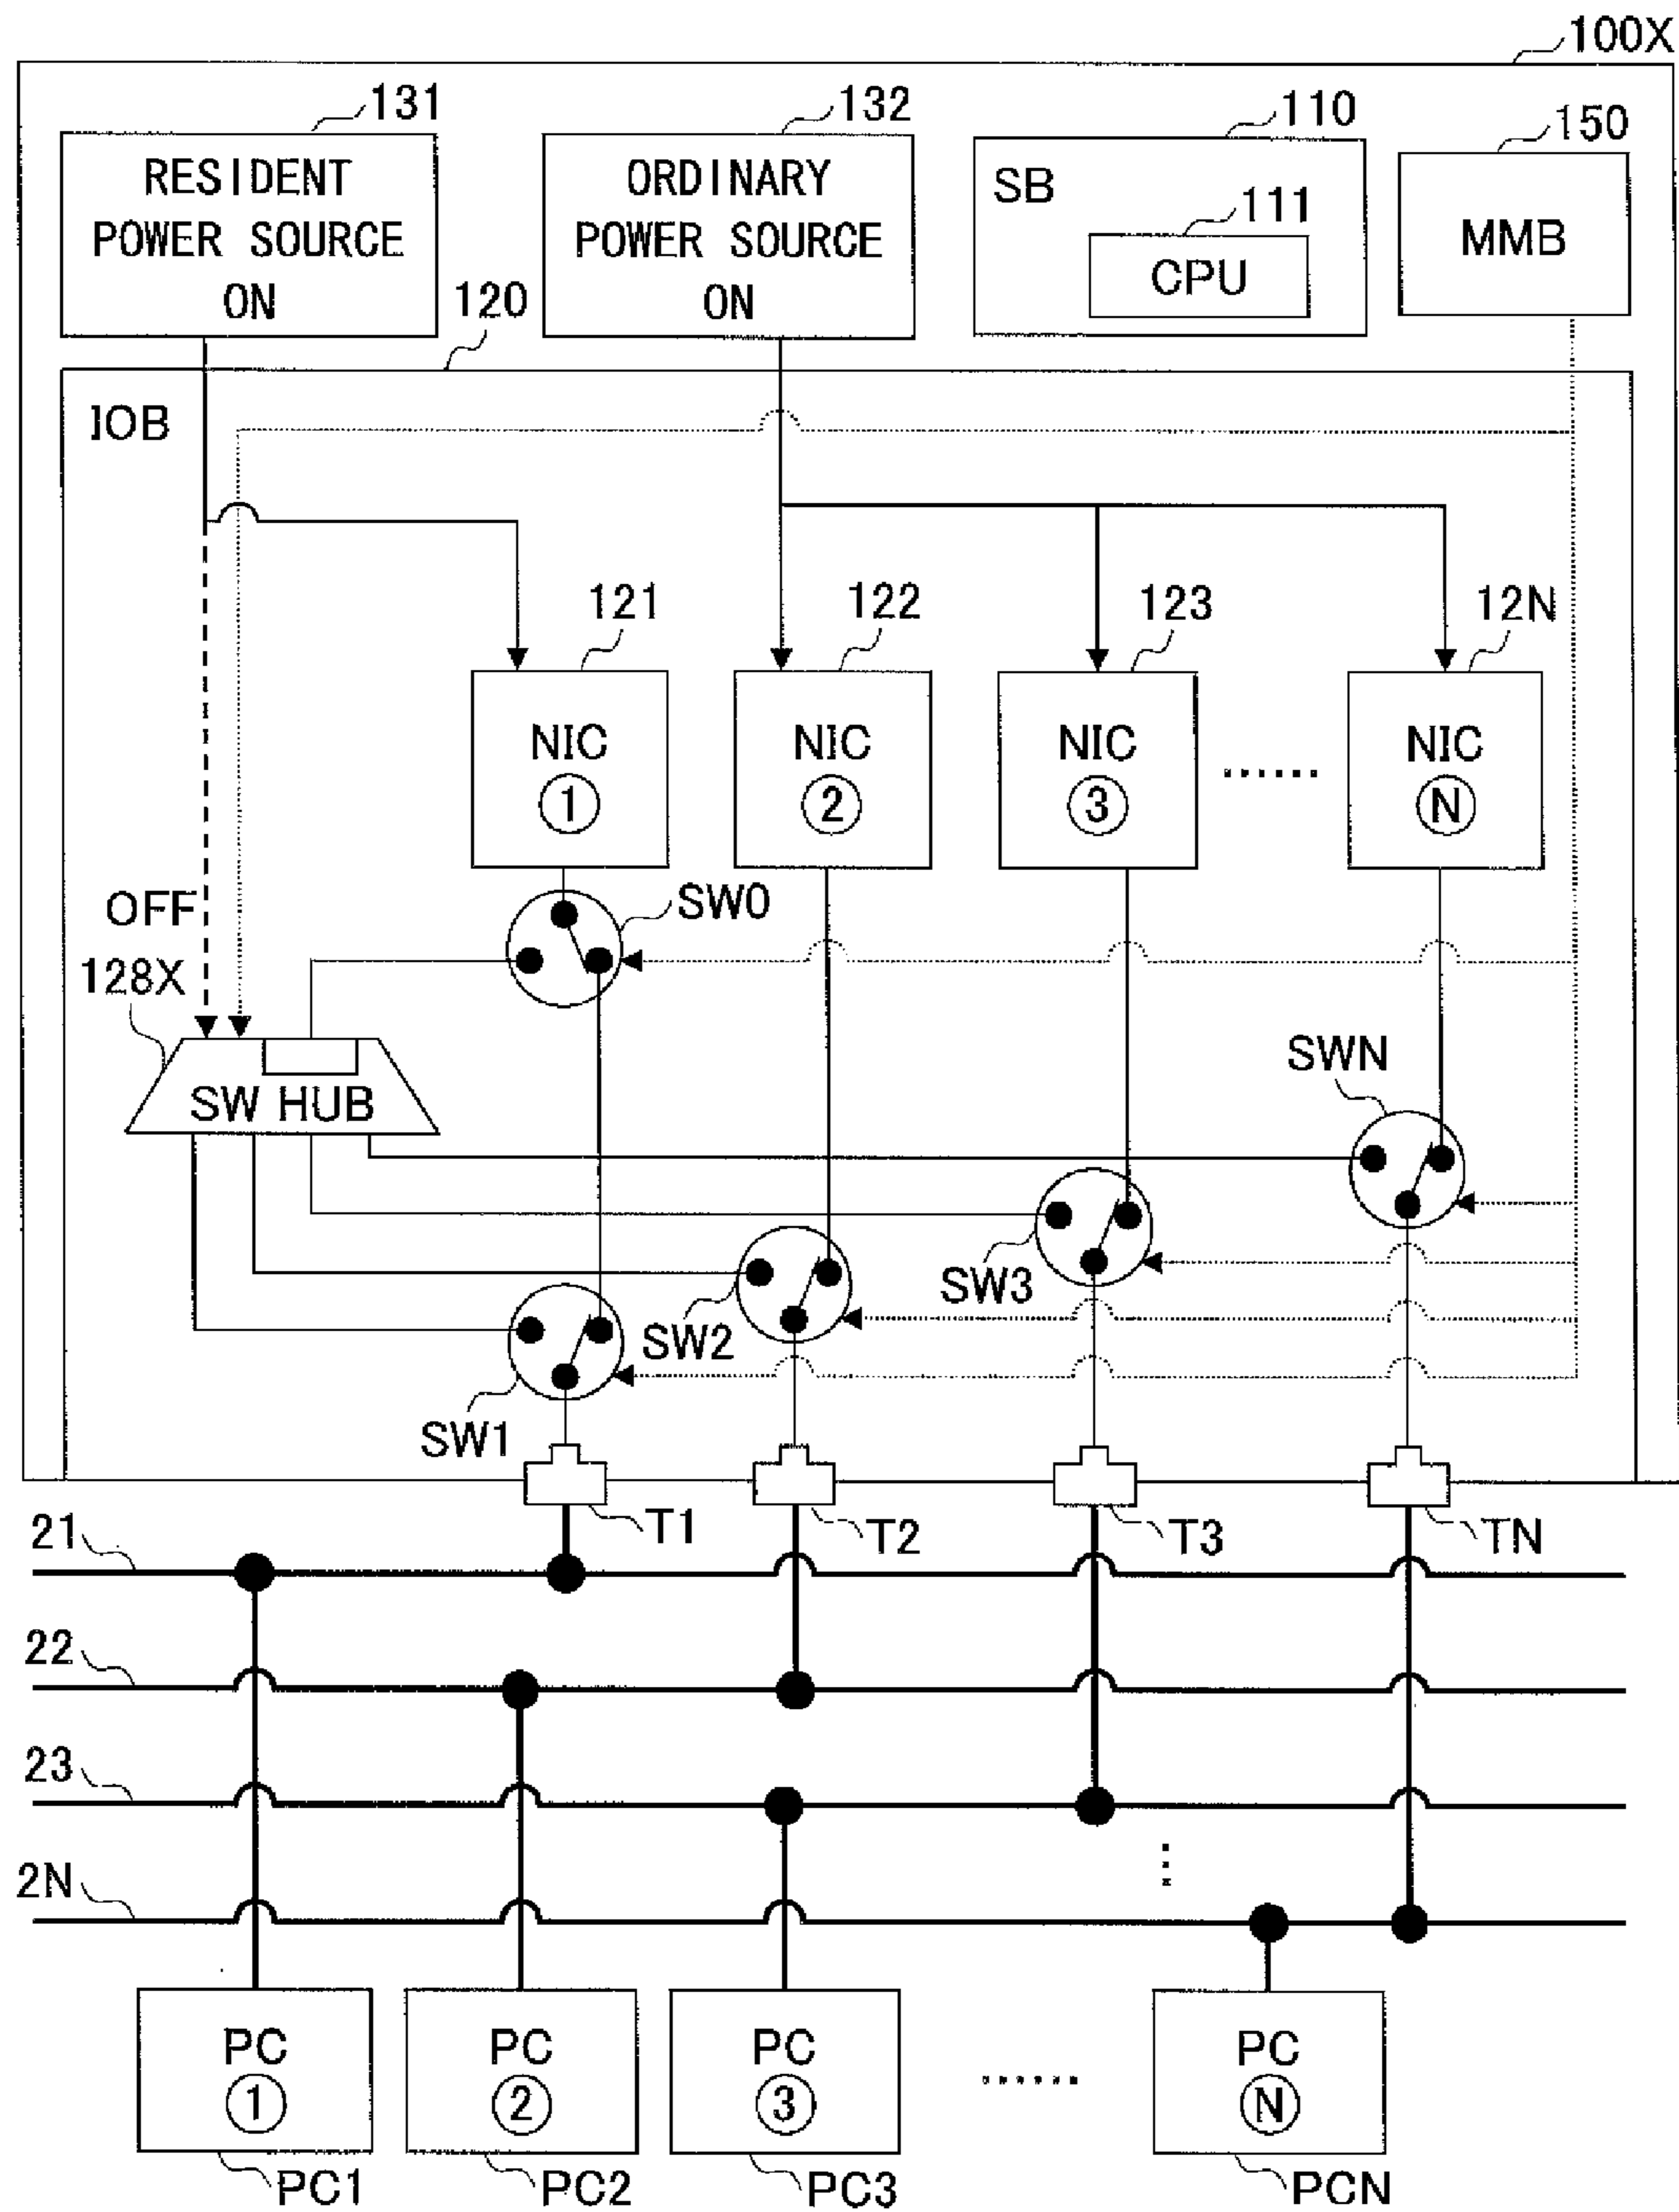 100X
131
132
110
150
RESIDENT
POWER SOURCE
ON
ORDINARY
POWER SOURCE
ON
SB
111
CPU
MMB
120
IOB
121
122
123
12N
NIC
1
NIC
2
NIC
3
NIC
N
OFF
SW0
128X
SW HUB
SWN
SW3
SW2
SW1
T1
T2
T3
TN
21
22
23
2N
PC
1
PC
2
PC
3
PC
N
PC1
PC2
PC3
PCN